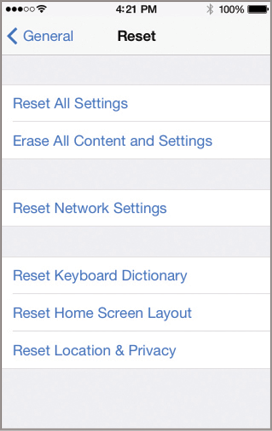 4:21 PM 100%
General Reset
Reset All Settings
Erase All Content and Settings
Reset Network Settings
Reset Keyboard Dictionary
Reset Home Screen Layout
Reset Location & Privacy